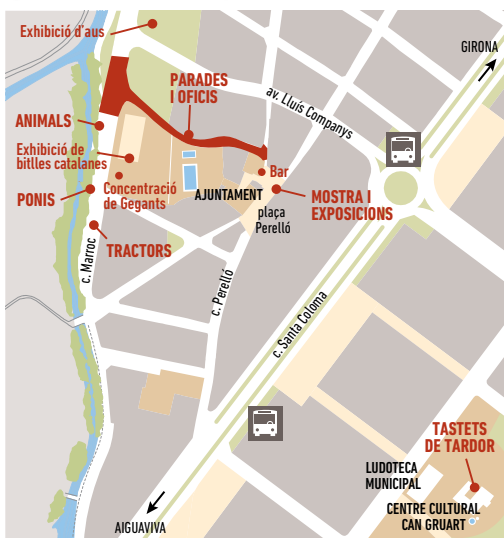 Exhibició d'aus
GIRONA
PARADES
I OFICIS
av. Lluís Companys
ANIMALS
Exhibició de
bitlles catalanes
Bar
PONIS
Concentració
de Gegants
AJUNTAMENT
MOSTRA I
EXPOSICIONS
plaça
Perelló
TRACTORS
c. Marroc
c. Perelló
c. Santa Coloma
TASTETS
DE TARDOR
LUDOTECA
MUNICIPAL
CENTRE CULTURAL
CAN GRUART
AIGUAVIVA